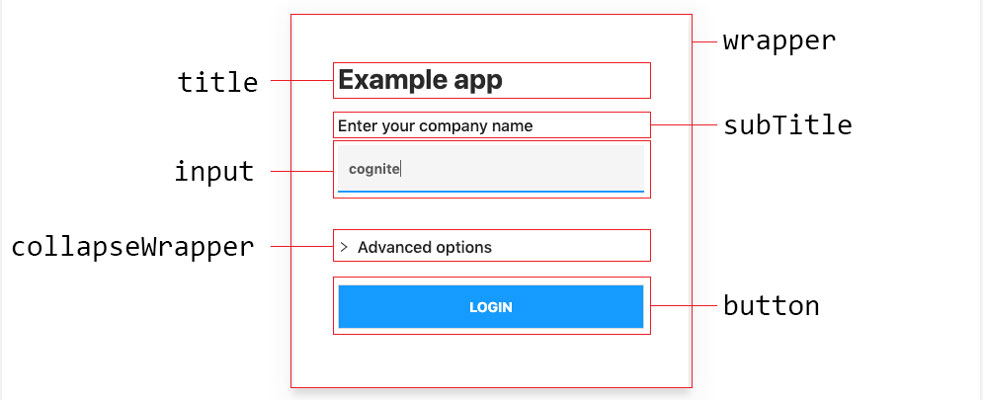 wrapper
title
Example app
Enter your company name
subTitle
input
cognite
collapseWrapper
> Advanced options
LOGIN
button